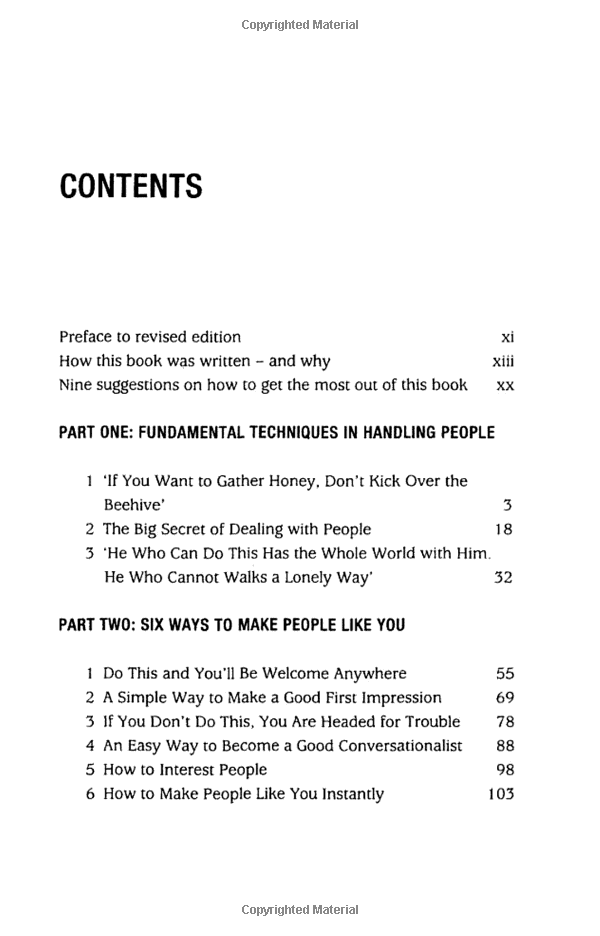 Copyrighted Material
CONTENTS
Preface to revised edition xi
How this book was written – and why xiii
Nine suggestions on how to get the most out of this book xx
PART ONE: FUNDAMENTAL TECHNIQUES IN HANDLING PEOPLE
1 ‘If You Want to Gather Honey, Don’t Kick Over the
Beehive’ 3
2 The Big Secret of Dealing with People 18
3 ‘He Who Can Do This Has the Whole World with Him.
He Who Cannot Walks a Lonely Way’ 32
PART TWO: SIX WAYS TO MAKE PEOPLE LIKE YOU
1 Do This and You’ll Be Welcome Anywhere 55
2 A Simple Way to Make a Good First Impression 69
3 If You Don’t Do This, You Are Headed for Trouble 78
4 An Easy Way to Become a Good Conversationalist 88
5 How to Interest People 98
6 How to Make People Like You Instantly 103
Copyrighted Material